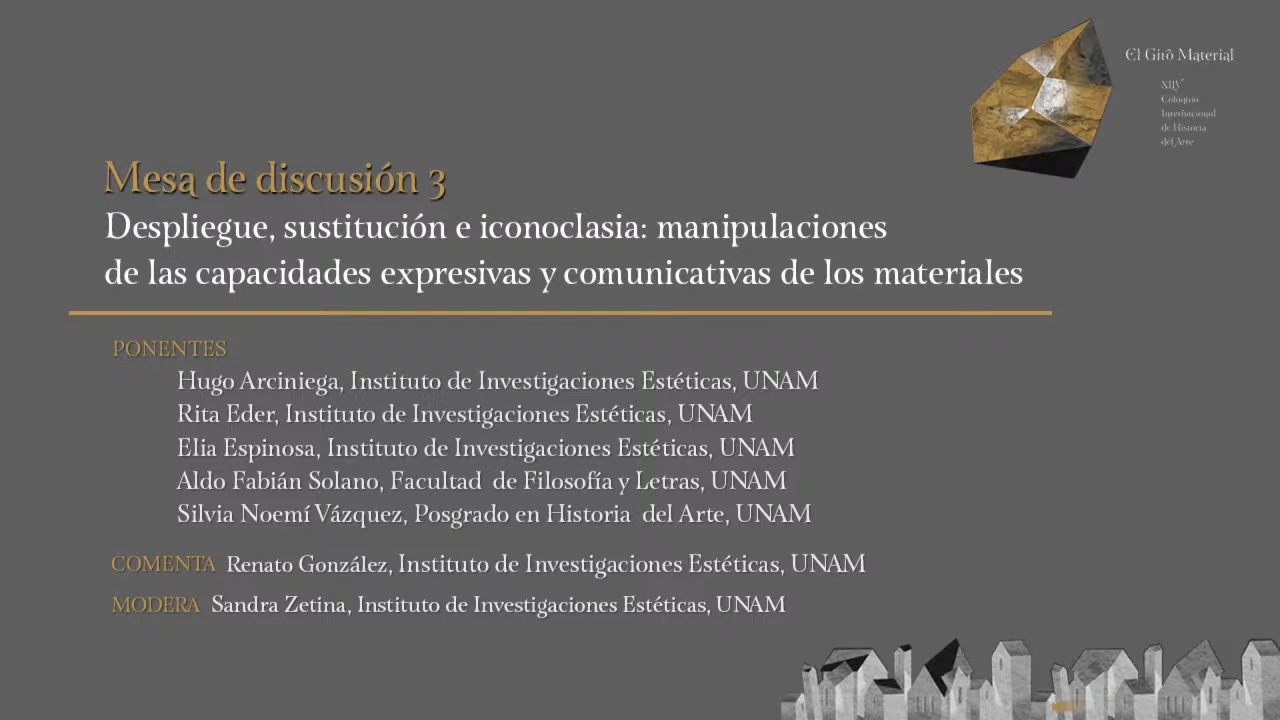 El Giro Material
XLIV
Coloquio
Internacional
de Historia
del Arte
Mesa de discusión 3
Despliegue, sustitución e iconoclasia: manipulaciones
de las capacidades expresivas y comunicativas de los materiales
PONENTES
Hugo Arciniega, Instituto de Investigaciones Estéticas, UNAM
Rita Eder, Instituto de Investigaciones Estéticas, UNAM
Elia Espinosa, Instituto de Investigaciones Estéticas, UNAM
Aldo Fabián Solano, Facultad de Filosofía y Letras, UNAM
Silvia Noemí Vázquez, Posgrado en Historia del Arte, UNAM
COMENTA Renato González, Instituto de Investigaciones Estéticas, UNAM
MODERA Sandra Zetina, Instituto de Investigaciones Estéticas, UNAM